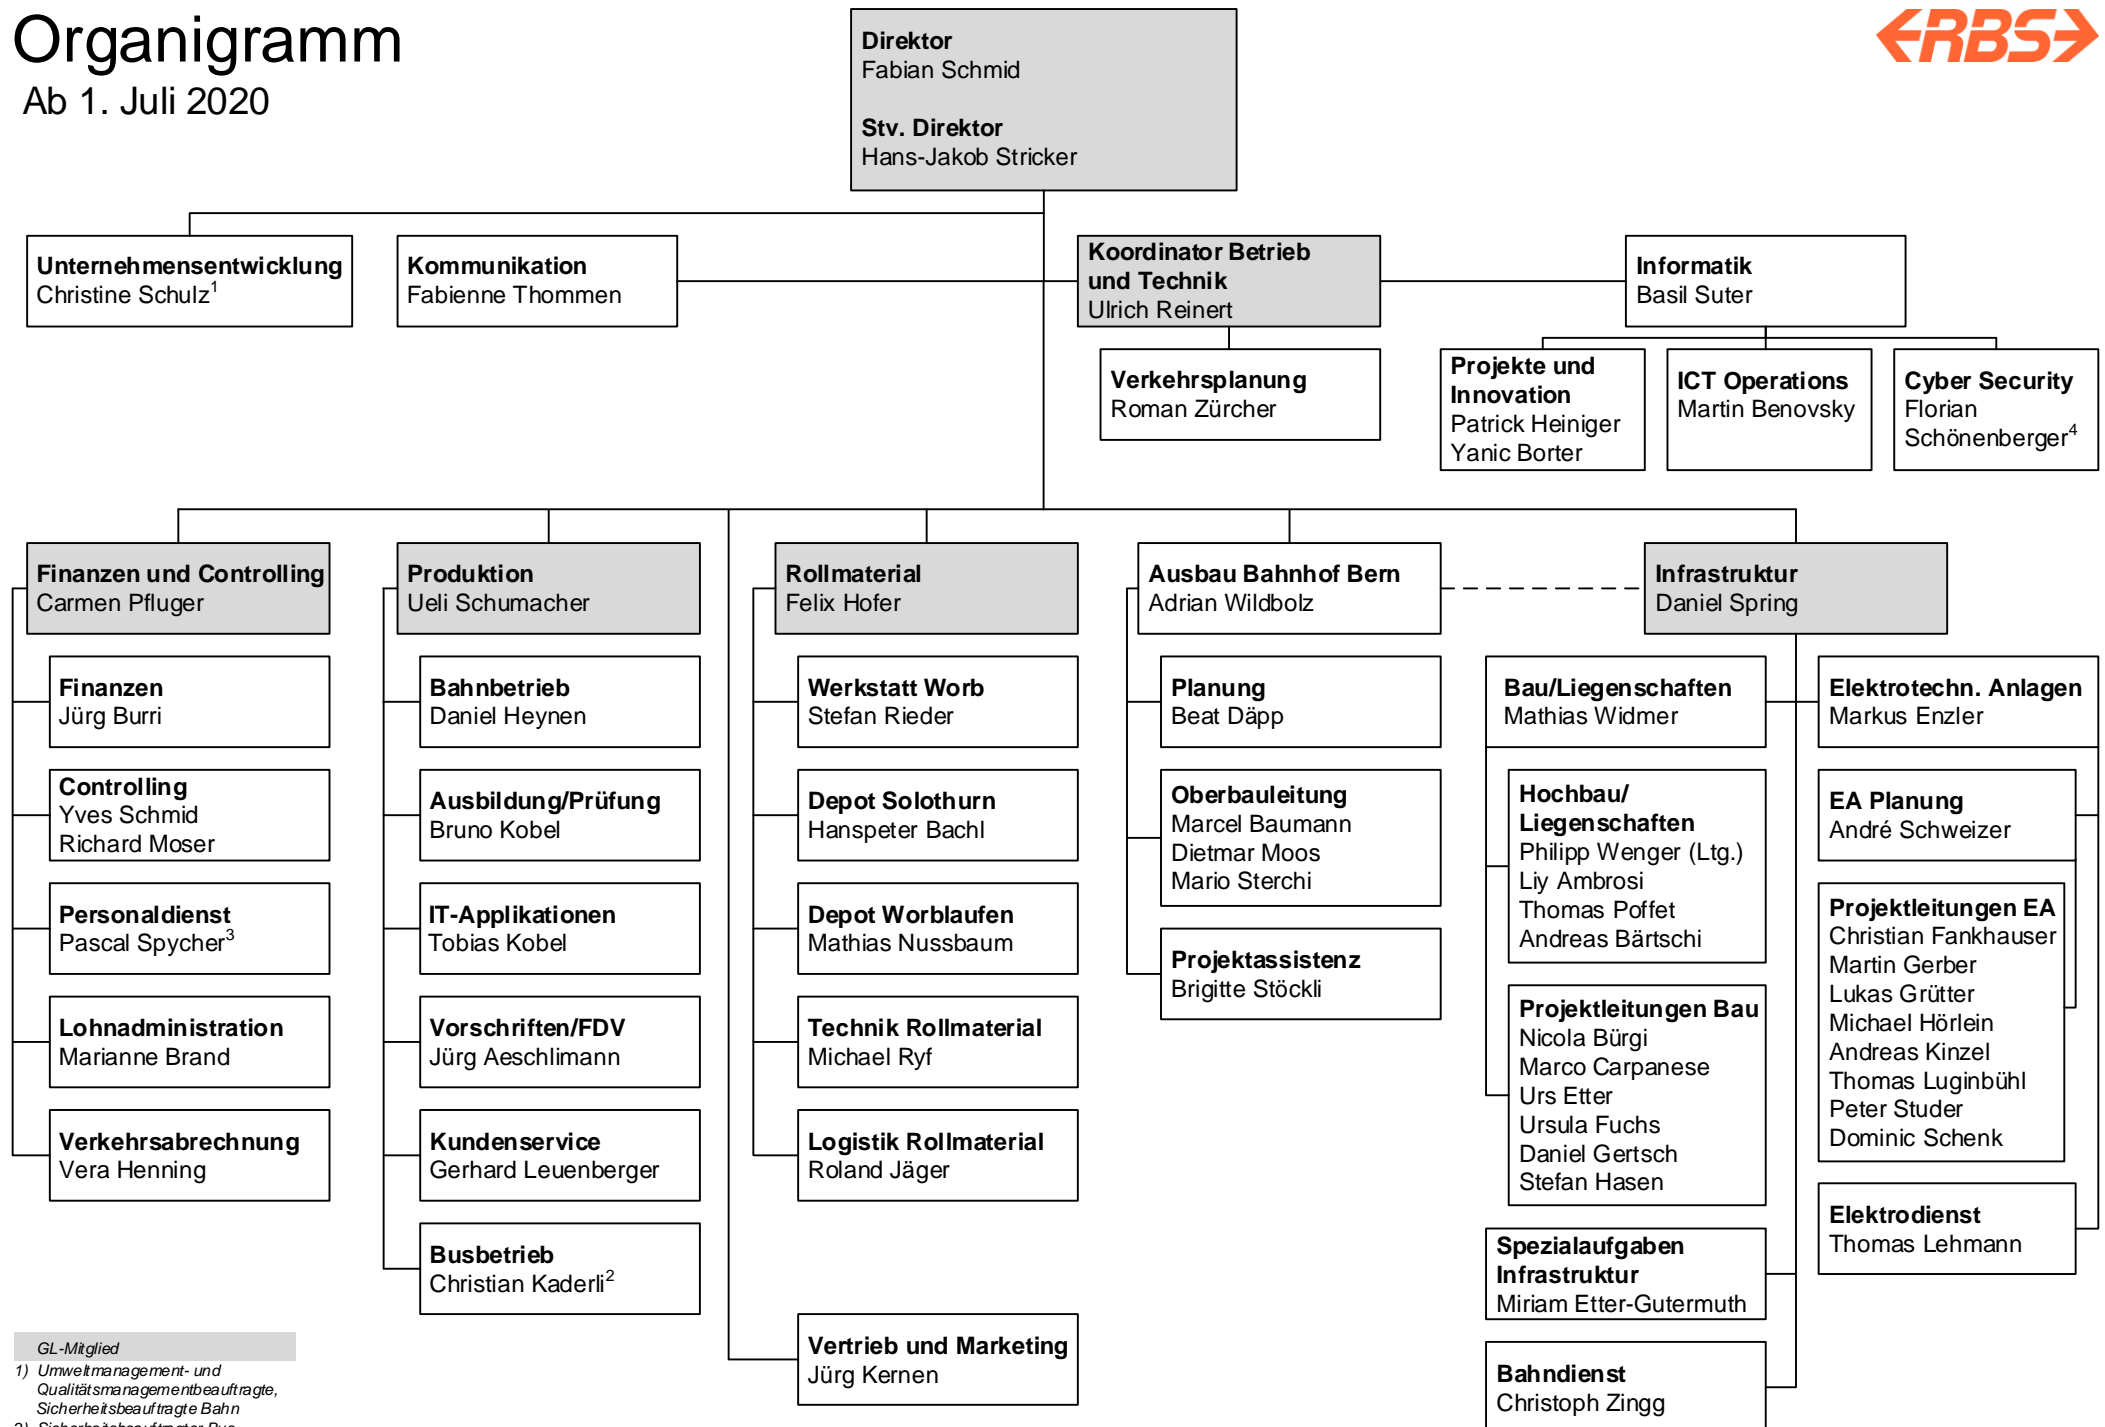 Organigramm
Ab 1. Juli 2020
Direktor
Fabian Schmid
Stv. Direktor
Hans-Jakob Stricker
RBS
Unternehmensentwicklung
Christine Schulz¹
Kommunikation
Fabienne Thommen
Koordinator Betrieb
und Technik
Ulrich Reinert
Informatik
Basil Suter
Verkehrsplanung
Roman Zürcher
Projekte und
Innovation
Patrick Heiniger
Yanic Borter
ICT Operations
Martin Benovsky
Cyber Security
Florian
Schönenberger⁴
Finanzen und Controlling
Carmen Pfluger
Finanzen
Jürg Burri
Controlling
Yves Schmid
Richard Moser
Personaldienst
Pascal Spycher³
Lohnadministration
Marianne Brand
Verkehrsabrechnung
Vera Henning
Produktion
Ueli Schumacher
Bahnbetrieb
Daniel Heynen
Ausbildung/Prüfung
Bruno Kobel
IT-Applikationen
Tobias Kobel
Vorschriften/FDV
Jürg Aeschlimann
Kundenservice
Gerhard Leuenberger
Busbetrieb
Christian Kaderli²
Rollmaterial
Felix Hofer
Werkstatt Worb
Stefan Rieder
Depot Solothurn
Hanspeter Bachl
Depot Worblaufen
Mathias Nussbaum
Technik Rollmaterial
Michael Ryf
Logistik Rollmaterial
Roland Jäger
Vertrieb und Marketing
Jürg Kernen
Ausbau Bahnhof Bern
Adrian Wildbolz
Planung
Beat Däpp
Oberbauleitung
Marcel Baumann
Dietmar Moos
Mario Sterchi
Projektassistenz
Brigitte Stöckli
Infrastruktur
Daniel Spring
Bau/Liegenschaften
Mathias Widmer
Hochbau/
Liegenschaften
Philipp Wenger (Ltg.)
Liy Ambrosi
Thomas Poffet
Andreas Bärtschi
Projektleitungen Bau
Nicola Bürgi
Marco Carpanese
Urs Etter
Ursula Fuchs
Daniel Gertsch
Stefan Hasen
Spezialaufgaben
Infrastruktur
Miriam Etter-Gutermuth
Bahndienst
Christoph Zingg
Elektrotechn. Anlagen
Markus Enzler
EA Planung
André Schweizer
Projektleitungen EA
Christian Fankhauser
Martin Gerber
Lukas Grütter
Michael Hörlein
Andreas Kinzel
Thomas Luginbühl
Peter Studer
Dominic Schenk
Elektrodienst
Thomas Lehmann
GL-Mitglied
1) Umweltmanagement- und
Qualitätsmanagementbeauftragte,
Sicherheitsbeauftragte Bahn
2) Sicherheitsbeauftragter Bus